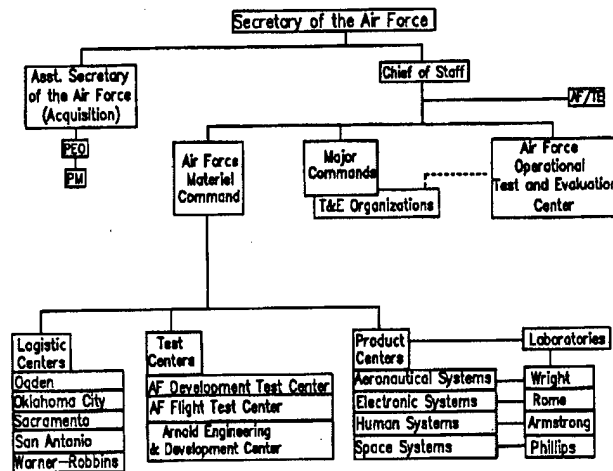 Secretary of the Air Force
Asst. Secretary
of the Air Force
(Acquisition)
Chief of Staff
AF/TE
PEO
PM
Air Force
Materiel
Command
Major
Commands
T&E Organizations
Air Force
Operational
Test and Evaluation
Center
Logistic
Centers
Ogden
Oklahoma City
Sacramento
San Antonio
Warner-Robbins
Test
Centers
AF Development Test Center
AF Flight Test Center
Arnold Engineering
& Development Center
Product
Centers
Aeronautical Systems
Electronic Systems
Human Systems
Space Systems
Laboratories
Wright
Rome
Armstrong
Phillips